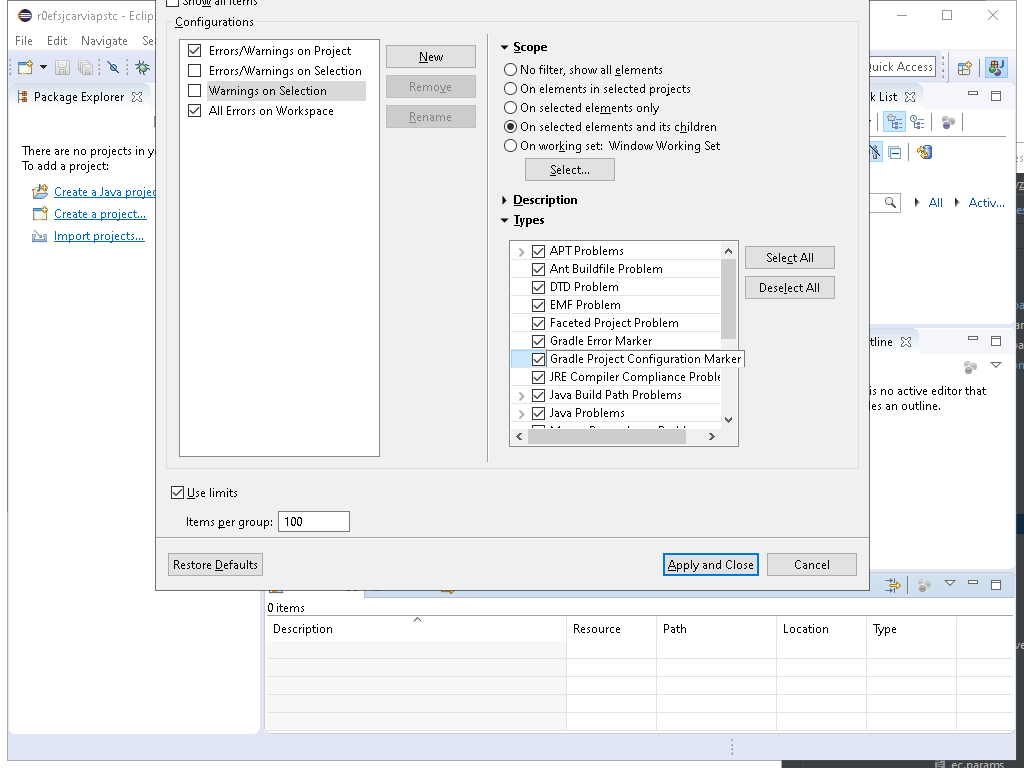 Show all items
r0efsjcarviapstc - Eclips
File Edit Navigate Se
Configurations
Errors/Warnings on Project
Errors/Warnings on Selection
Warnings on Selection
All Errors on Workspace
New
Remove
Rename
Scope
No filter, show all elements
On elements in selected projects
On selected elements only
On selected elements and its children
On working set: Window Working Set
Select...
Description
Types
APT Problems
Ant Buildfile Problem
DTD Problem
EMF Problem
Faceted Project Problem
Gradle Error Marker
Gradle Project Configuration Marker
JRE Compiler Compliance Proble
Java Build Path Problems
Java Problems
Select All
Deselect All
Use limits
Items per group: 100
Restore Defaults
Apply and Close
Cancel
Package Explorer
There are no projects in y
To add a project:
Create a Java projec
Create a project...
Import projects...
Quick Access
k List
All
Activ...
tline
is no active editor that
es an outline.
0 items
Description Resource Path Location Type
ec.params